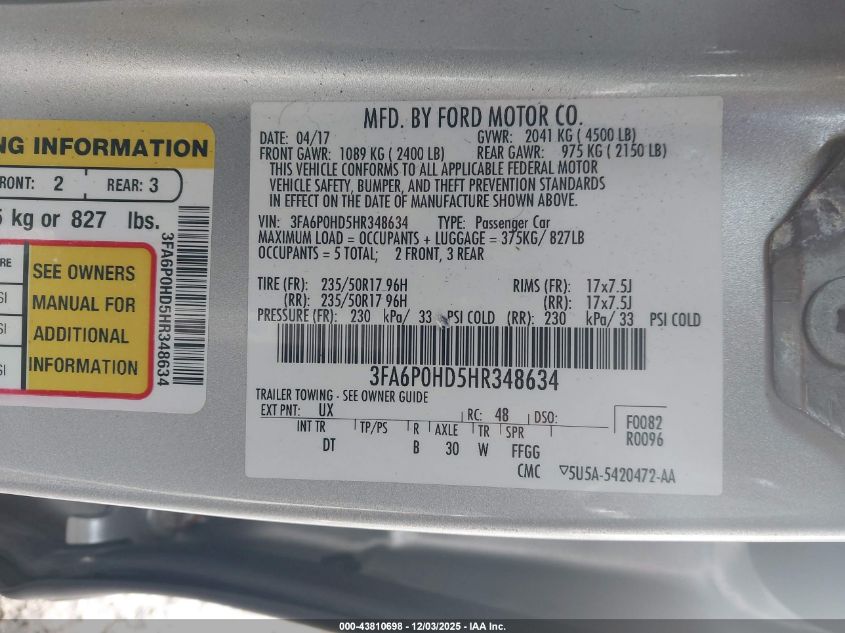 NG INFORMATION
FRONT: 2 REAR: 3
5 kg or 827 lbs.
RE
SI
SI
SI
SEE OWNERS
MANUAL FOR
ADDITIONAL
INFORMATION
3FA6P0HD5HR348634
MFD. BY FORD MOTOR CO.
DATE: 04/17 GVWR: 2041 KG ( 4500 LB)
FRONT GAWR: 1089 KG ( 2400 LB) REAR GAWR: 975 KG ( 2150 LB)
THIS VEHICLE CONFORMS TO ALL APPLICABLE FEDERAL MOTOR
VEHICLE SAFETY, BUMPER, AND THEFT PREVENTION STANDARDS
IN EFFECT ON THE DATE OF MANUFACTURE SHOWN ABOVE.
VIN: 3FA6P0HD5HR348634 TYPE: Passenger Car
MAXIMUM LOAD = OCCUPANTS + LUGGAGE = 375KG/ 827LB
OCCUPANTS = 5 TOTAL; 2 FRONT, 3 REAR
TIRE (FR): 235/50R17 96H RIMS (FR): 17x7.5J
(RR): 235/50R17 96H (RR): 17x7.5J
PRESSURE (FR): 230 kPa/ 33 PSI COLD (RR): 230 kPa/ 33 PSI COLD
3FA6P0HD5HR348634
TRAILER TOWING - SEE OWNER GUIDE
EXT PNT: UX RC: 48 DSO: F0082
INT TR TP/PS R AXLE TR SPR R0096
DT B 30 W FFGG
CMC 5U5A-5420472-AA
000-43810698 - 12/03/2025 - IAA Inc.